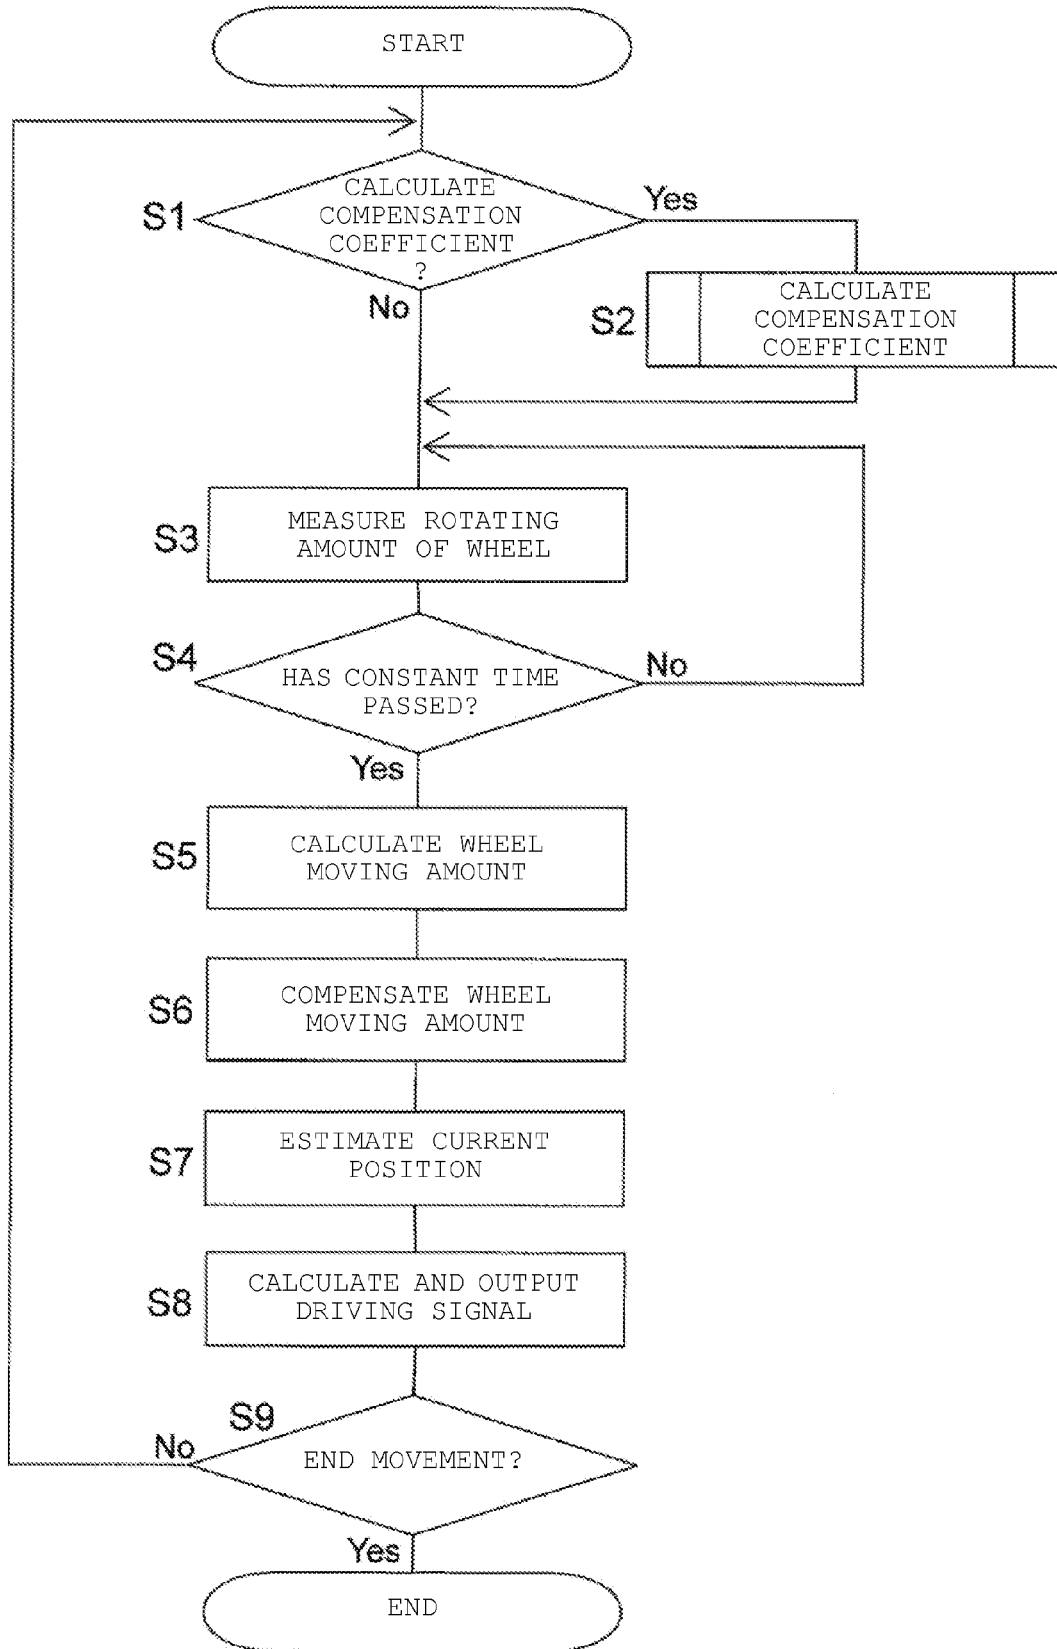 START
CALCULATE
COMPENSATION
COEFFICIENT
?
S1
Yes
No
CALCULATE
COMPENSATION
COEFFICIENT
S2
MEASURE ROTATING
AMOUNT OF WHEEL
S3
HAS CONSTANT TIME
PASSED?
S4
No
Yes
CALCULATE WHEEL
MOVING AMOUNT
S5
COMPENSATE WHEEL
MOVING AMOUNT
S6
ESTIMATE CURRENT
POSITION
S7
CALCULATE AND OUTPUT
DRIVING SIGNAL
S8
S9
No
END MOVEMENT?
Yes
END